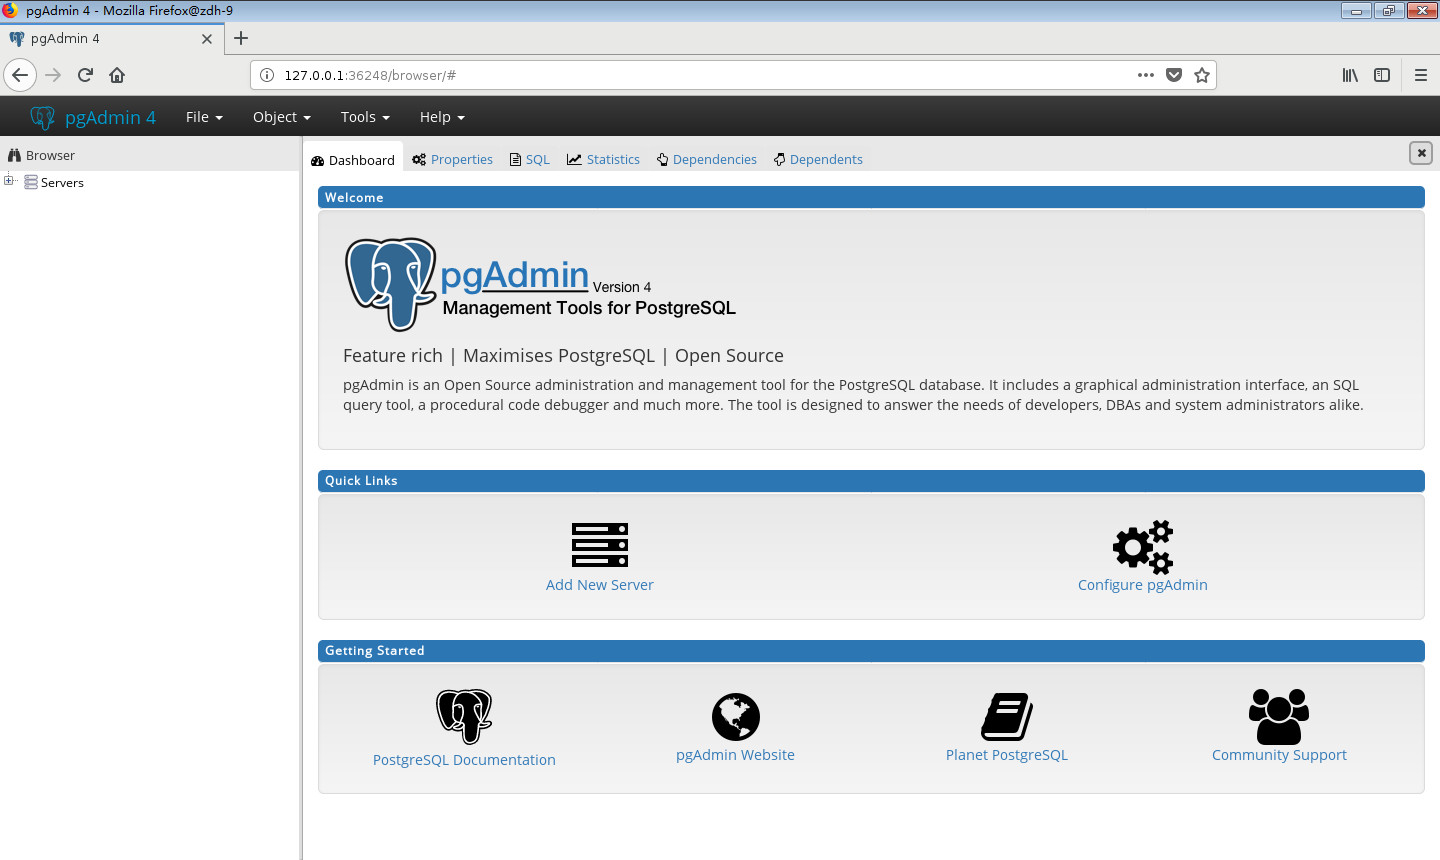 pgAdmin 4 - Mozilla Firefox@zdh-9
pgAdmin 4
127.0.0.1:36248/browser/#
pgAdmin 4 File Object Tools Help
Browser
Servers
Dashboard Properties SQL Statistics Dependencies Dependents
Welcome
pgAdmin Version 4
Management Tools for PostgreSQL
Feature rich | Maximises PostgreSQL | Open Source
pgAdmin is an Open Source administration and management tool for the PostgreSQL database. It includes a graphical administration interface, an SQL
query tool, a procedural code debugger and much more. The tool is designed to answer the needs of developers, DBAs and system administrators alike.
Quick Links
Add New Server Configure pgAdmin
Getting Started
PostgreSQL Documentation pgAdmin Website Planet PostgreSQL Community Support